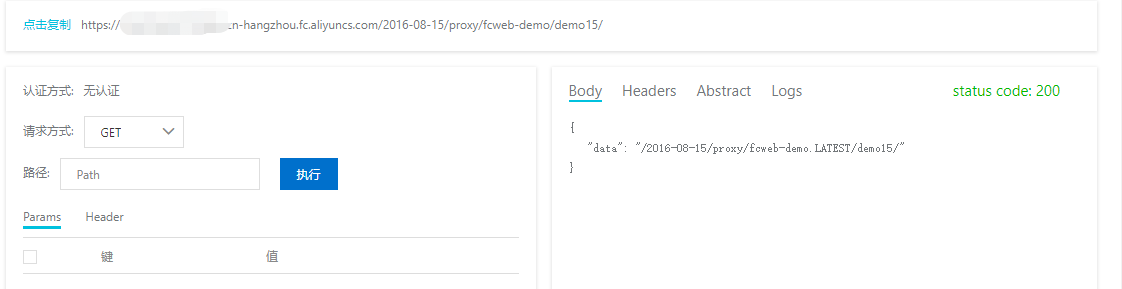 点击复制 https:// cn-hangzhou.fc.aliyuncs.com/2016-08-15/proxy/fcweb-demo/demo15/
认证方式: 无认证
请求方式: GET
路径: Path 执行
Params Header
键 值
Body Headers Abstract Logs status code: 200
{
"data": "/2016-08-15/proxy/fcweb-demo.LATEST/demo15/"
}